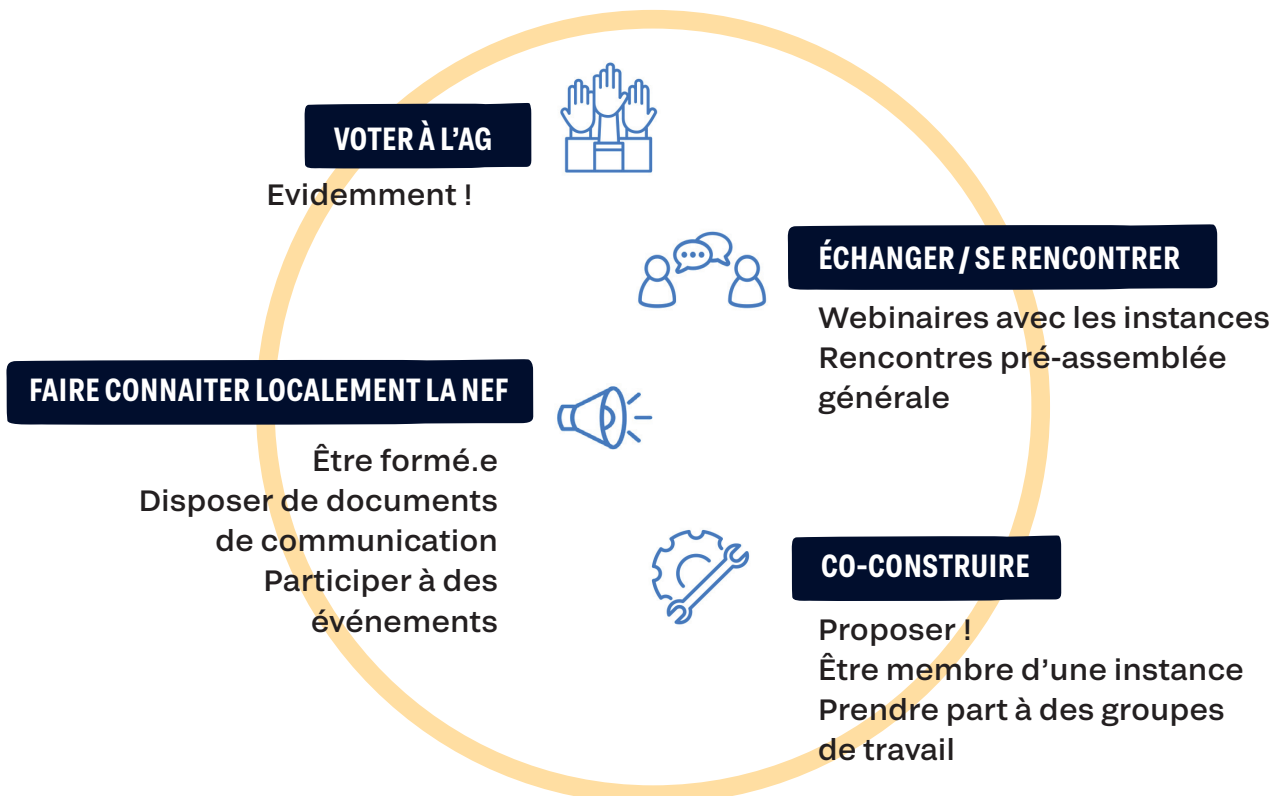 VOTER À L'AG
Evidemment !
ÉCHANGER / SE RENCONTRER
Webinaires avec les instances
Rencontres pré-assemblée
générale
FAIRE CONNAITER LOCALEMENT LA NEF
Être formé.e
Disposer de documents
de communication
Participer à des
événements
CO-CONSTRUIRE
Proposer !
Être membre d'une instance
Prendre part à des groupes
de travail